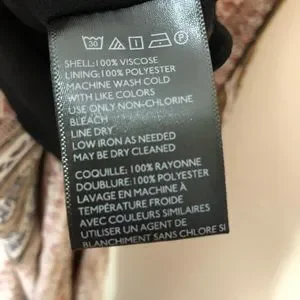 30 P
SHELL:100% VISCOSE
LINING:100% POLYESTER
MACHINE WASH COLD
WITH LIKE COLORS
USE ONLY NON-CHLORINE
BLEACH
LINE DRY
LOW IRON AS NEEDED
MAY BE DRY CLEANED
COQUILLE: 100% RAYONNE
DOUBLURE: 100% POLYESTER
LAVAGE EN MACHINE À
TEMPÉRATURE FROIDE
AVEC COULEURS SIMILAIRES
UTILISER UN AGENT DE
BLANCHIMENT SANS CHLORE SI